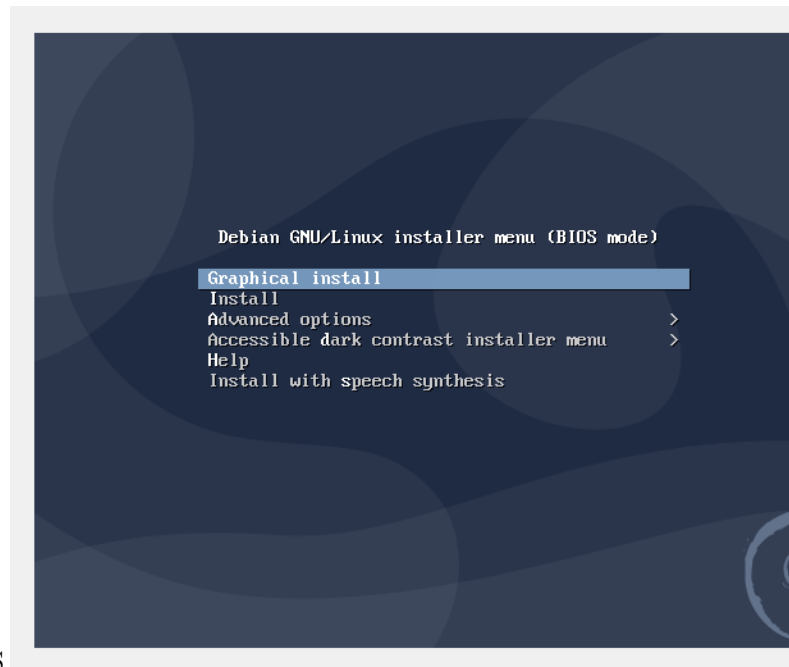 Debian GNU/Linux installer menu (BIOS mode)
Graphical install
Install
Advanced options >
Accessible dark contrast installer menu >
Help
Install with speech synthesis